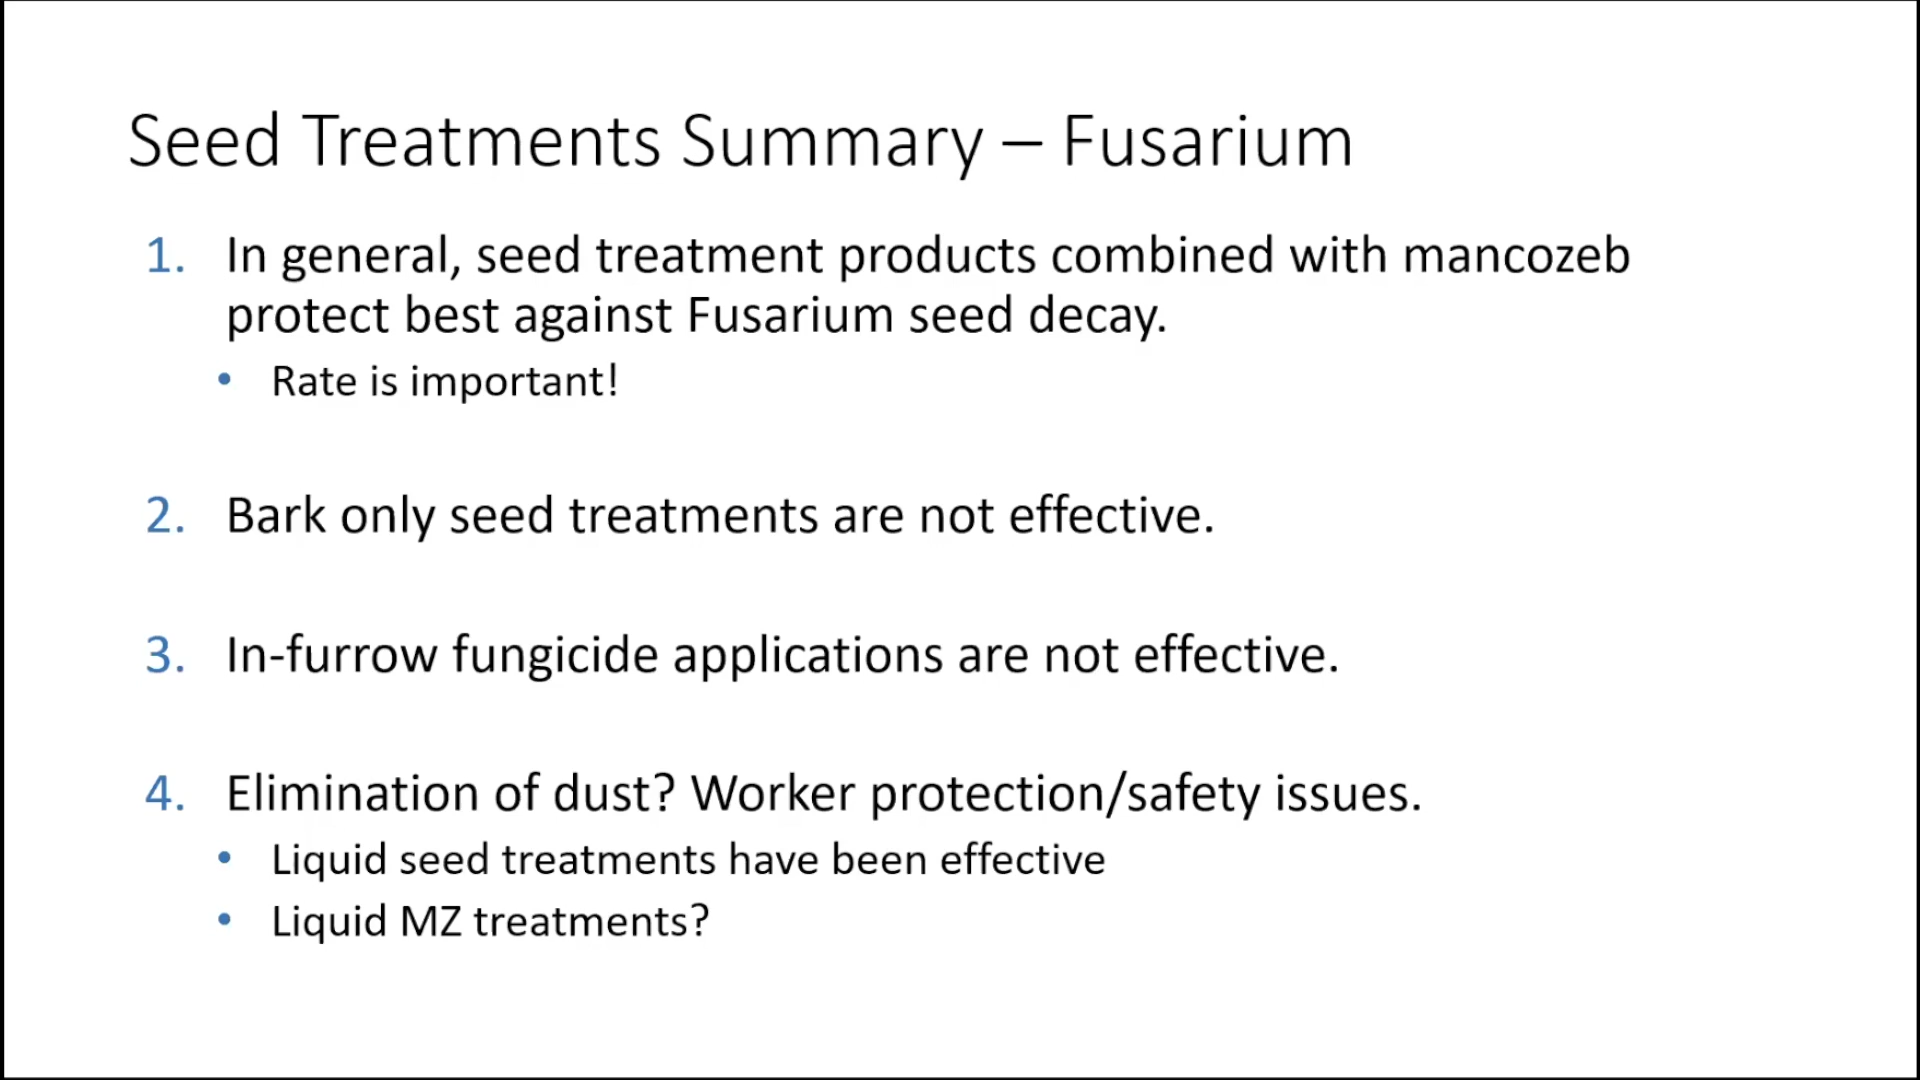 Seed Treatments Summary – Fusarium
1. In general, seed treatment products combined with mancozeb
protect best against Fusarium seed decay.
• Rate is important!
2. Bark only seed treatments are not effective.
3. In-furrow fungicide applications are not effective.
4. Elimination of dust? Worker protection/safety issues.
• Liquid seed treatments have been effective
• Liquid MZ treatments?